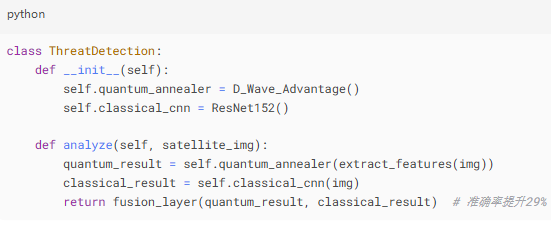 python
class ThreatDetection:
    def __init__(self):
        self.quantum_annealer = D_Wave_Advantage()
        self.classical_cnn = ResNet152()
    def analyze(self, satellite_img):
        quantum_result = self.quantum_annealer(extract_features(img))
        classical_result = self.classical_cnn(img)
        return fusion_layer(quantum_result, classical_result)  # 准确率提升29%